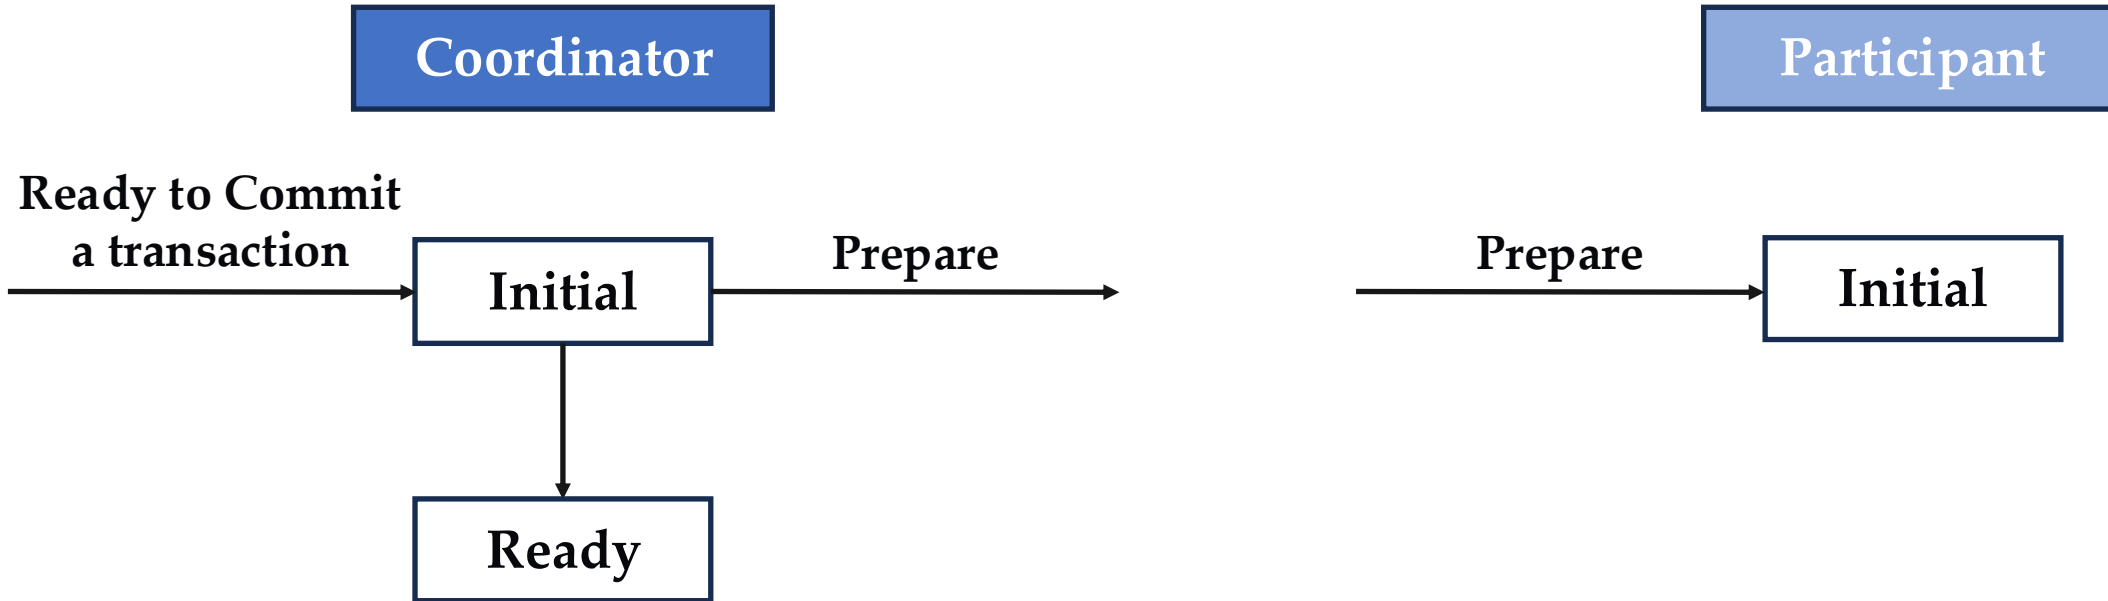 Coordinator
Participant
Ready to Commit
a transaction
Initial
Prepare
Prepare
Initial
Ready